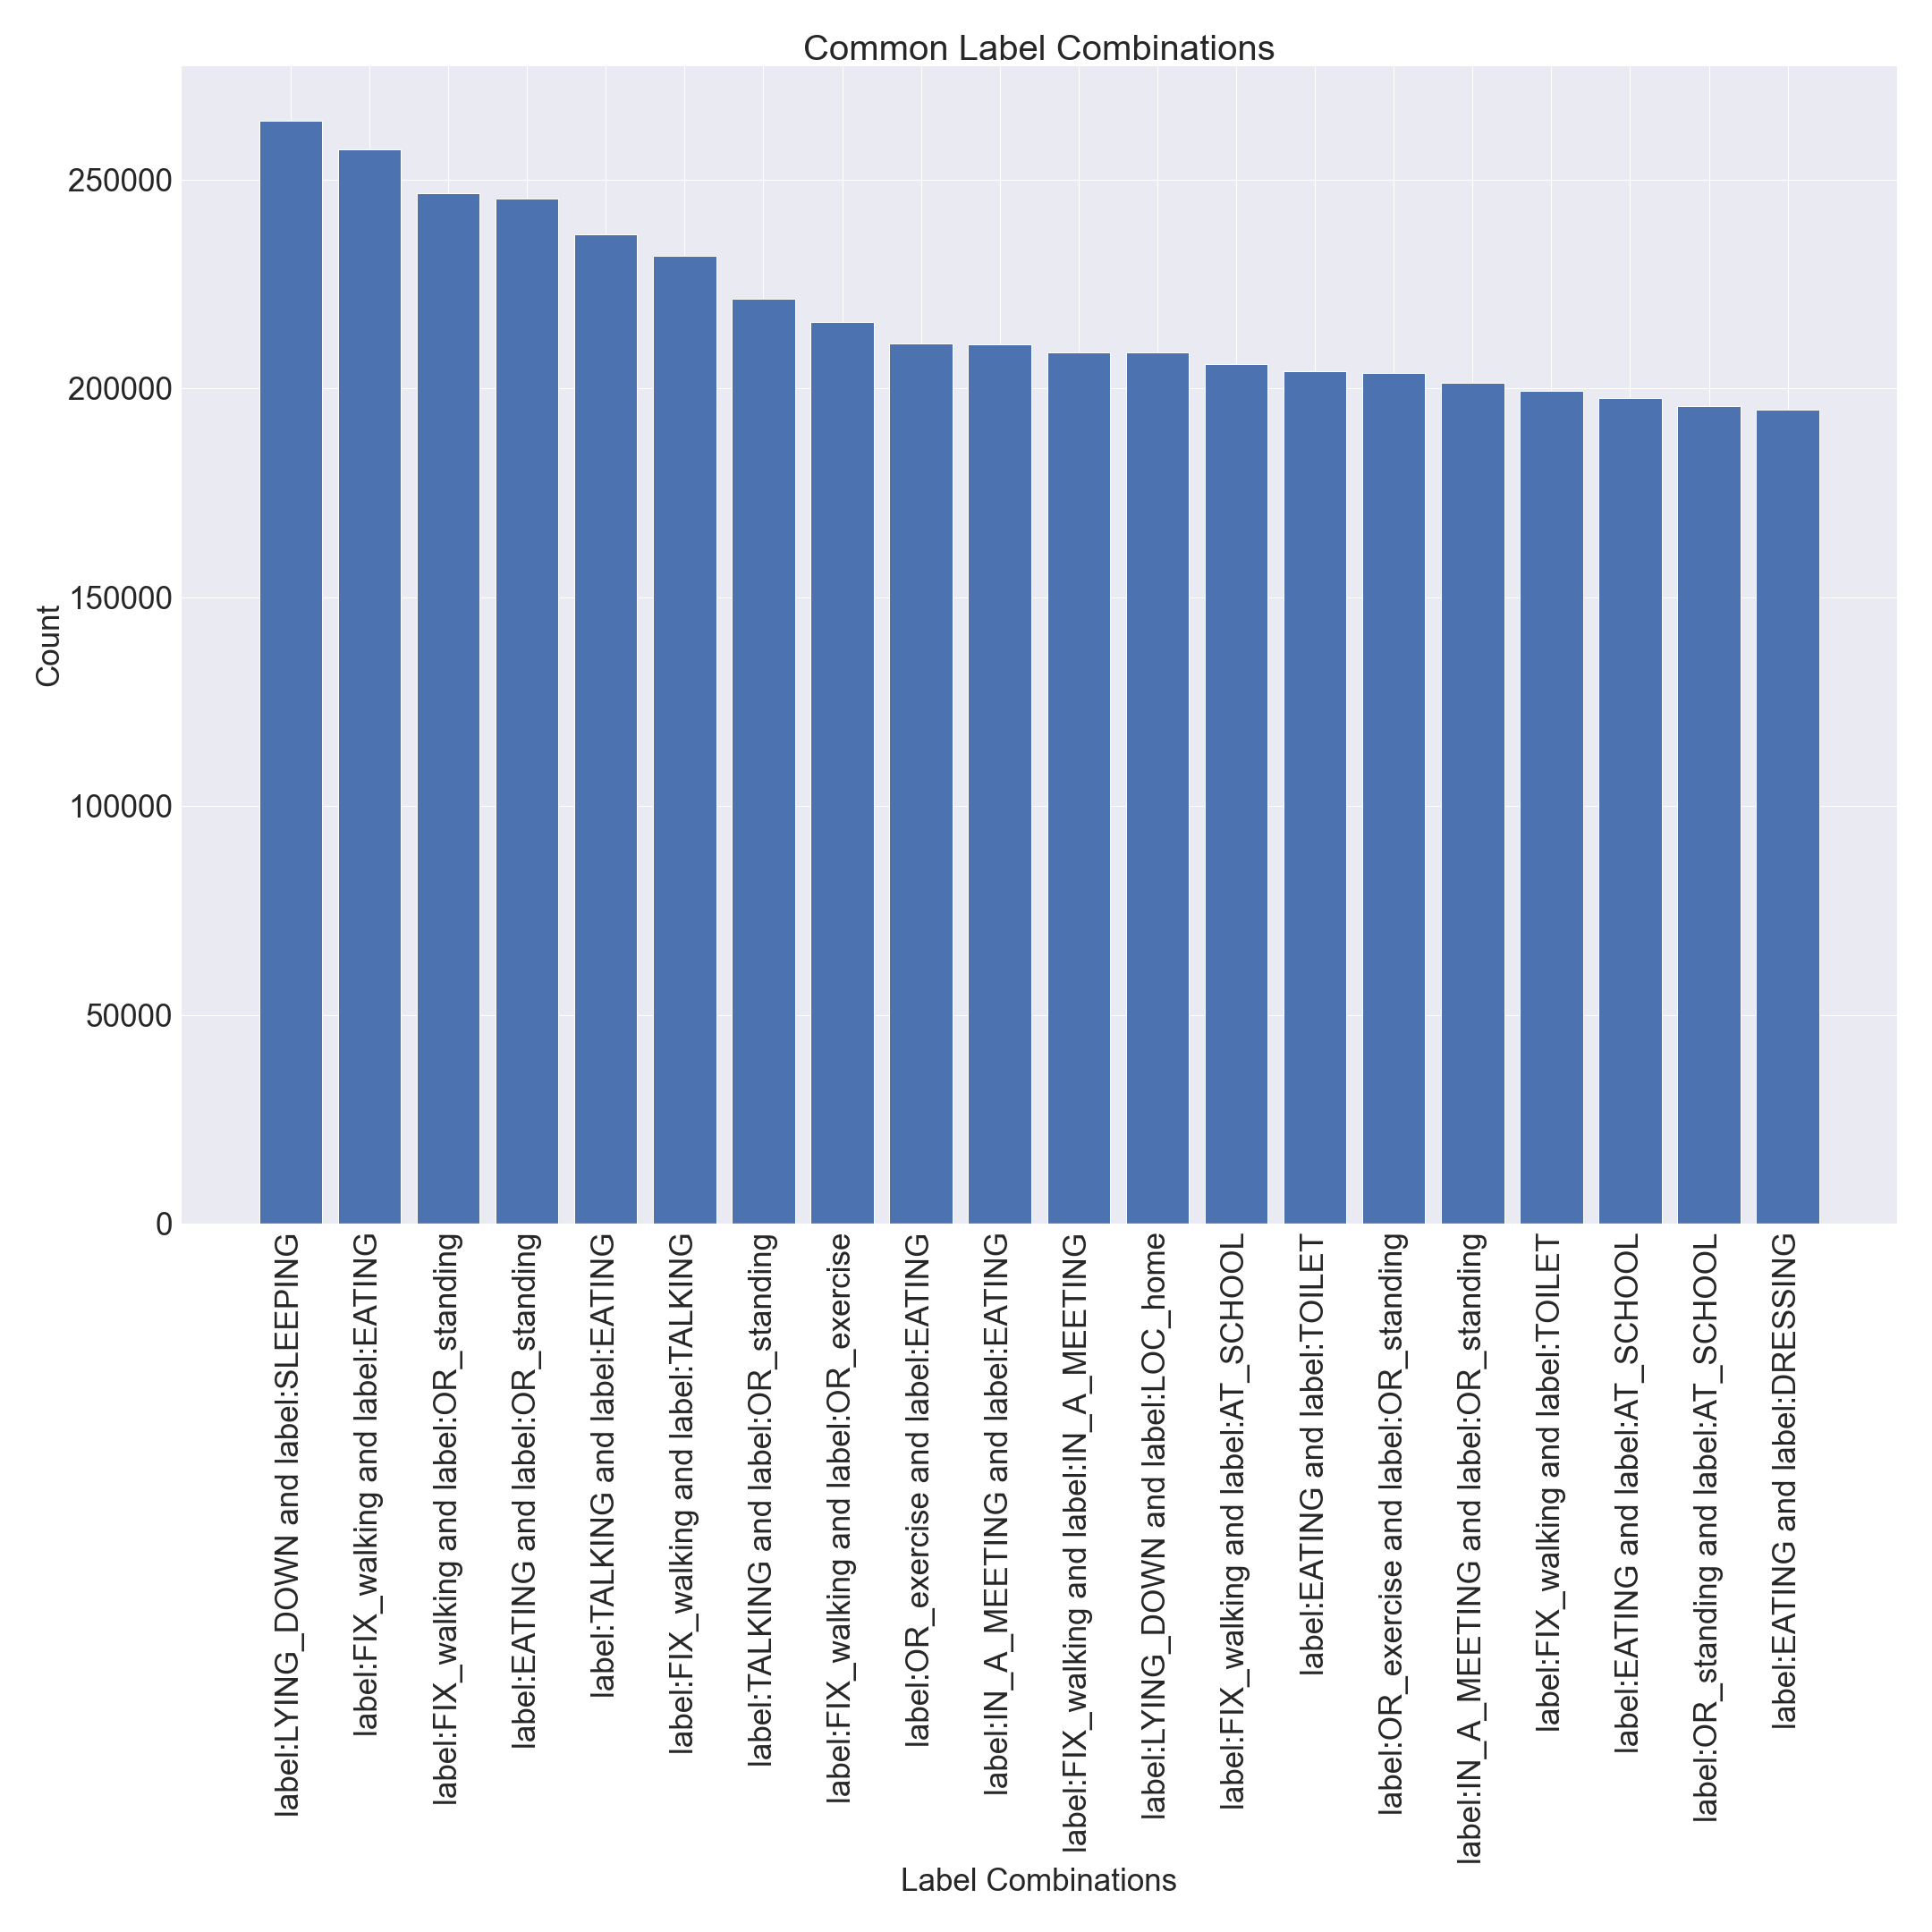 Common Label Combinations
Count
250000
200000
150000
100000
50000
0
label:LYING_DOWN and label:SLEEPING
label:FIX_walking and label:EATING
label:FIX_walking and label:OR_standing
label:EATING and label:OR_standing
label:TALKING and label:EATING
label:FIX_walking and label:TALKING
label:TALKING and label:OR_standing
label:FIX_walking and label:OR_exercise
label:OR_exercise and label:EATING
label:IN_A_MEETING and label:EATING
label:FIX_walking and label:IN_A_MEETING
label:LYING_DOWN and label:LOC_home
label:FIX_walking and label:AT_SCHOOL
label:EATING and label:TOILET
label:OR_exercise and label:OR_standing
label:IN_A_MEETING and label:OR_standing
label:FIX_walking and label:TOILET
label:EATING and label:AT_SCHOOL
label:OR_standing and label:AT_SCHOOL
label:EATING and label:DRESSING
Label Combinations